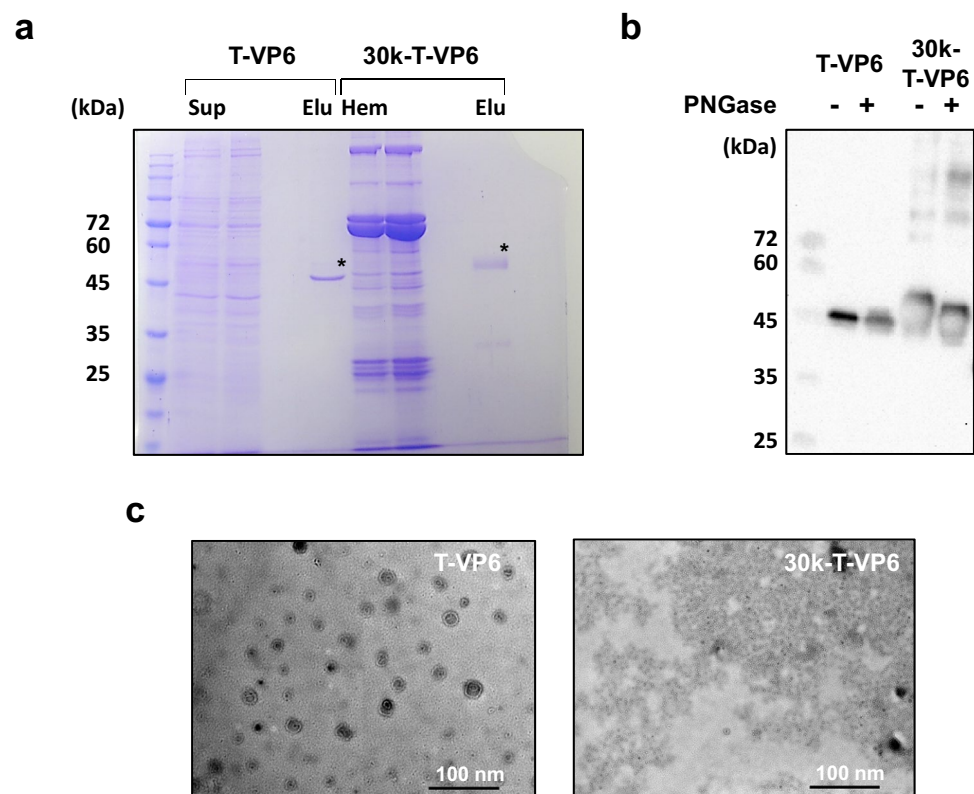 a
T-VP6 30k-T-VP6
(kDa) Sup Elu Hem Elu
72
60
45
35
25
*
*
b
T-VP6 30k-
T-VP6
PNGase - + - +
(kDa)
72
60
45
35
25
c
T-VP6
100 nm
30k-T-VP6
100 nm